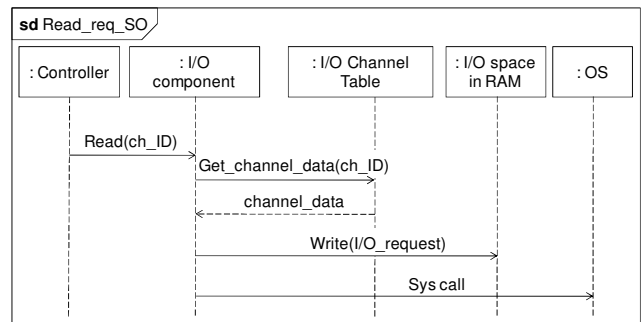 sd Read_req_SO
: Controller
: I/O
component
: I/O Channel
Table
: I/O space
in RAM
: OS
Read(ch_ID)
Get_channel_data(ch_ID)
channel_data
Write(I/O_request)
Sys call